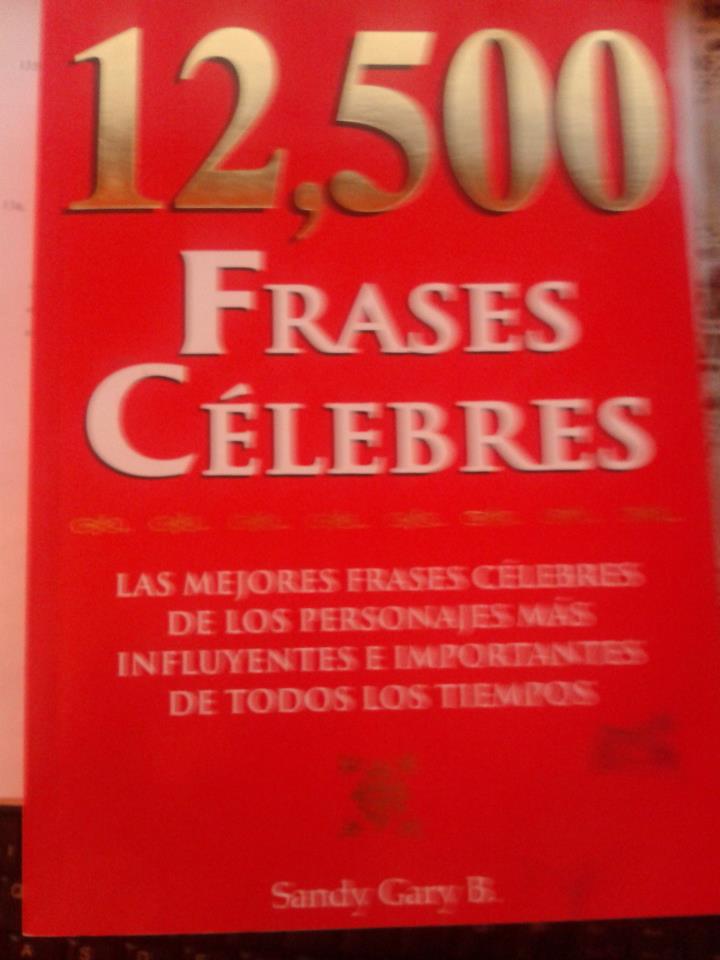 12,500
FRASES
CÉLEBRES
LAS MEJORES FRASES CÉLEBRES
DE LOS PERSONAJES MÁS
INFLUYENTES E IMPORTANTES
DE TODOS LOS TIEMPOS
Sandy Gary B.